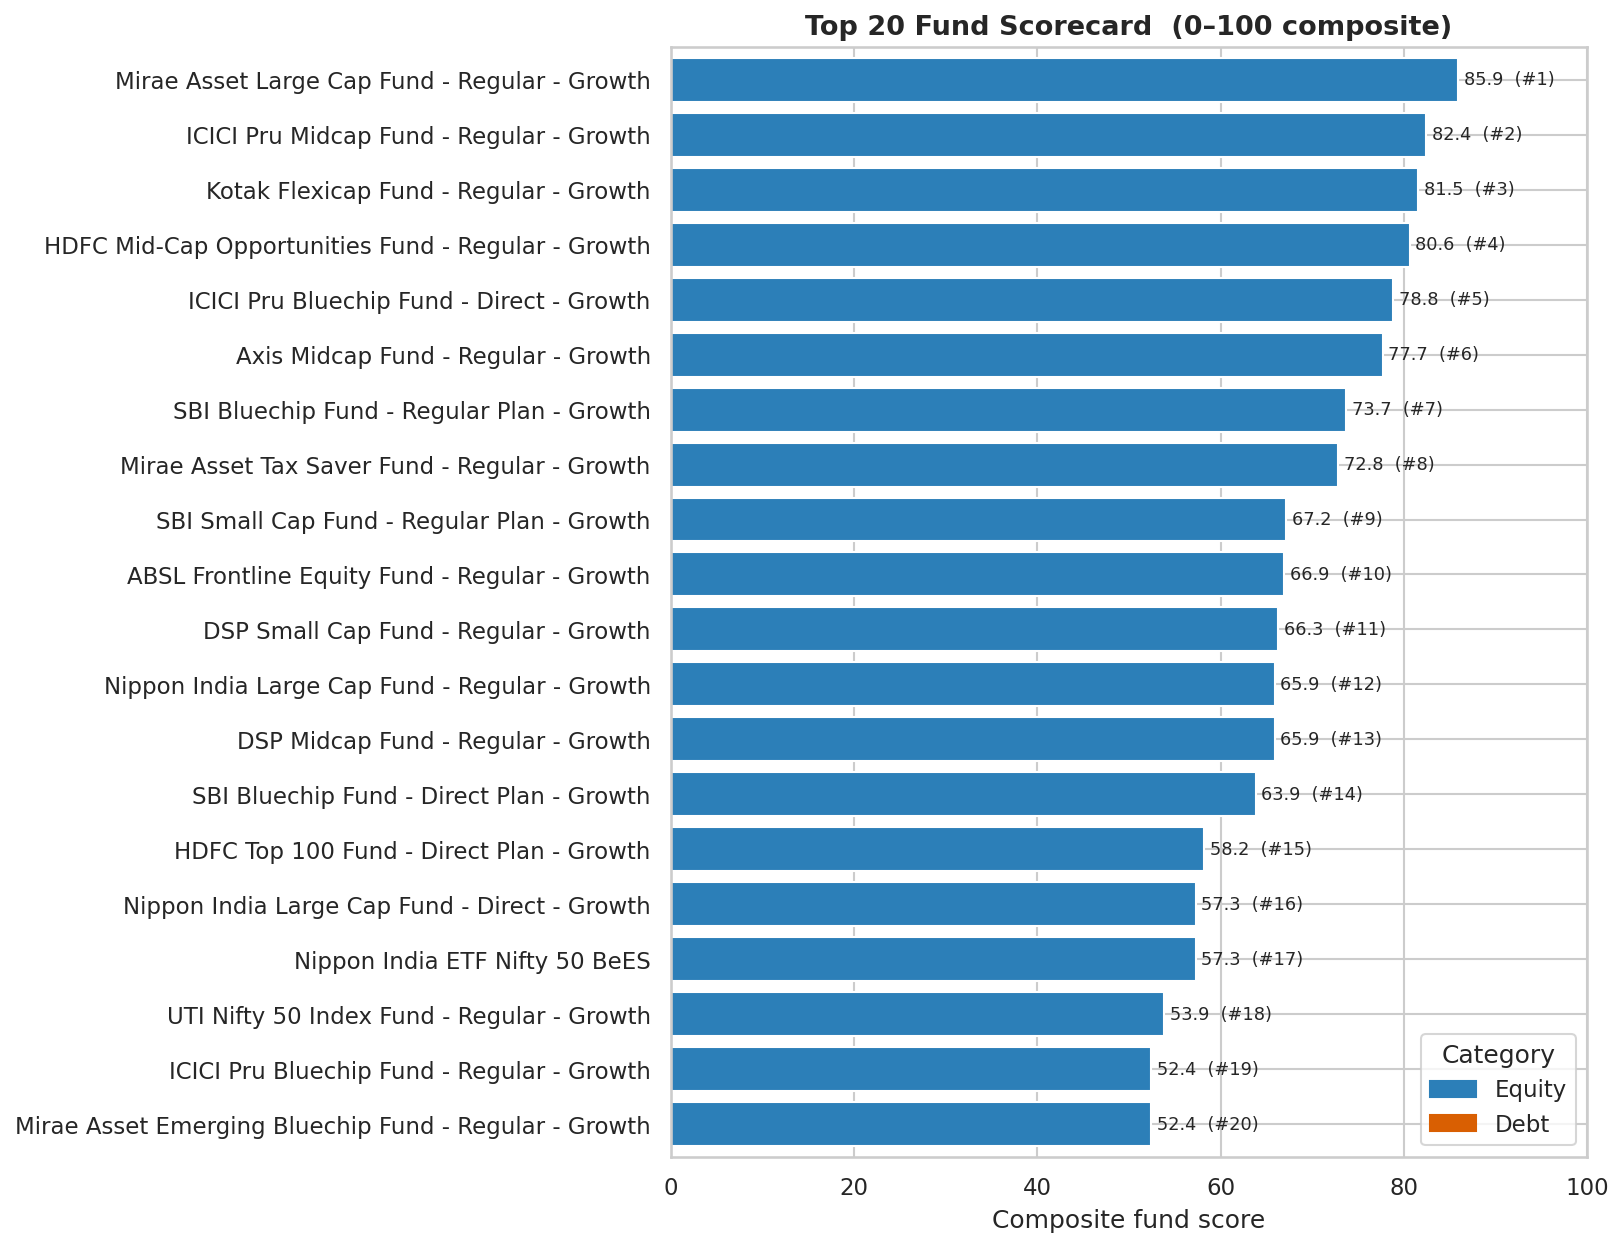 Top 20 Fund Scorecard  (0–100 composite)
Mirae Asset Large Cap Fund - Regular - Growth 85.9  (#1)
ICICI Pru Midcap Fund - Regular - Growth 82.4  (#2)
Kotak Flexicap Fund - Regular - Growth 81.5  (#3)
HDFC Mid-Cap Opportunities Fund - Regular - Growth 80.6  (#4)
ICICI Pru Bluechip Fund - Direct - Growth 78.8  (#5)
Axis Midcap Fund - Regular - Growth 77.7  (#6)
SBI Bluechip Fund - Regular Plan - Growth 73.7  (#7)
Mirae Asset Tax Saver Fund - Regular - Growth 72.8  (#8)
SBI Small Cap Fund - Regular Plan - Growth 67.2  (#9)
ABSL Frontline Equity Fund - Regular - Growth 66.9  (#10)
DSP Small Cap Fund - Regular - Growth 66.3  (#11)
Nippon India Large Cap Fund - Regular - Growth 65.9  (#12)
DSP Midcap Fund - Regular - Growth 65.9  (#13)
SBI Bluechip Fund - Direct Plan - Growth 63.9  (#14)
HDFC Top 100 Fund - Direct Plan - Growth 58.2  (#15)
Nippon India Large Cap Fund - Direct - Growth 57.3  (#16)
Nippon India ETF Nifty 50 BeES 57.3  (#17)
UTI Nifty 50 Index Fund - Regular - Growth 53.9  (#18)
ICICI Pru Bluechip Fund - Regular - Growth 52.4  (#19)
Mirae Asset Emerging Bluechip Fund - Regular - Growth 52.4  (#20)
Category
Equity
Debt
0 20 40 60 80 100
Composite fund score